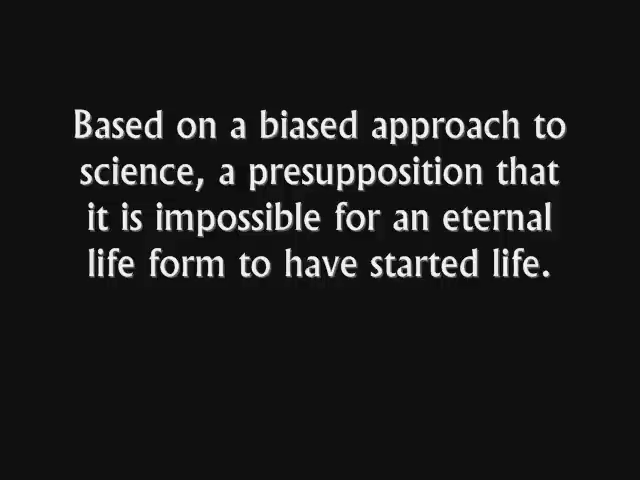 Based on a biased approach to
science, a presupposition that
it is impossible for an eternal
life form to have started life.